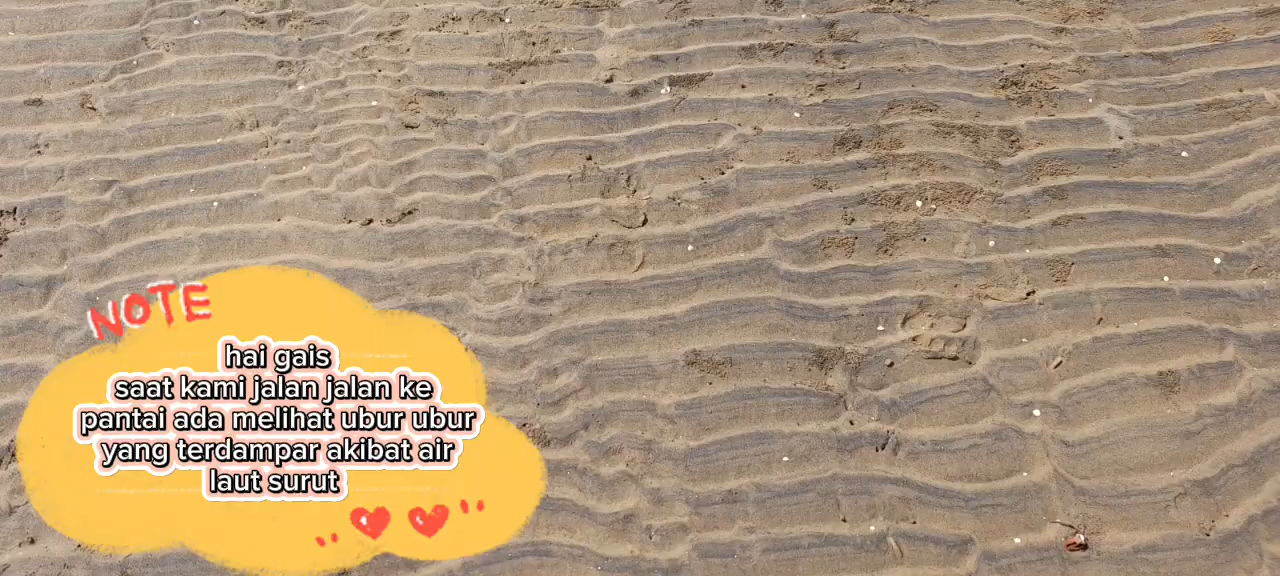 NOTE
hai gais
saat kami jalan jalan ke
pantai ada melihat ubur ubur
yang terdampar akibat air
laut surut